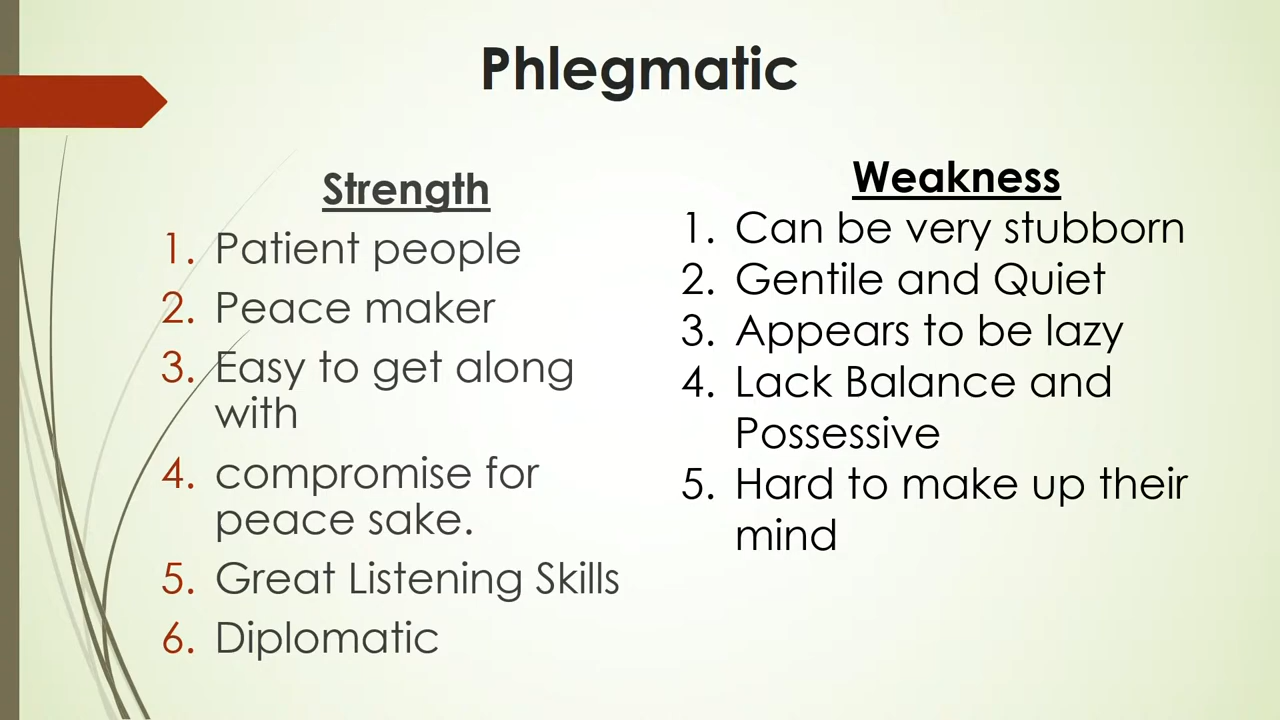 Phlegmatic
Strength
1. Patient people
2. Peace maker
3. Easy to get along
with
4. compromise for
peace sake.
5. Great Listening Skills
6. Diplomatic
Weakness
1. Can be very stubborn
2. Gentile and Quiet
3. Appears to be lazy
4. Lack Balance and
Possessive
5. Hard to make up their
mind